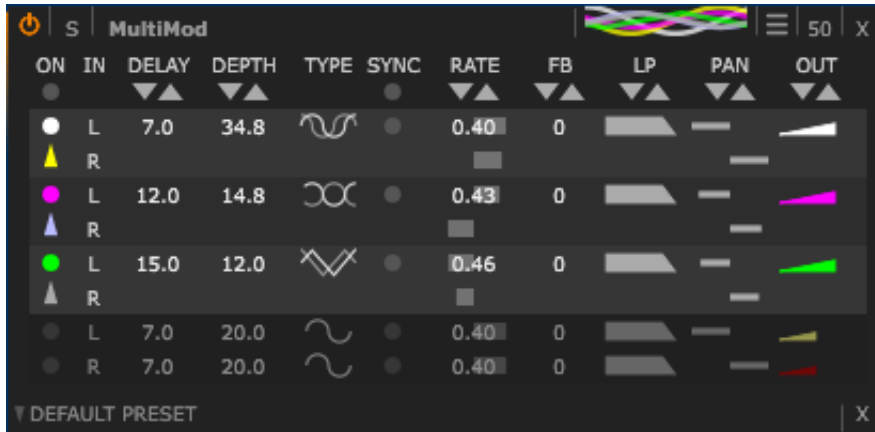 S MultiMod 50 X
ON IN DELAY DEPTH TYPE SYNC RATE FB LP PAN OUT
L 7.0 34.8 0.40 0
R
L 12.0 14.8 0.43 0
R
L 15.0 12.0 0.46 0
R
L 7.0 20.0 0.40 0
R 7.0 20.0 0.40 0
DEFAULT PRESET X